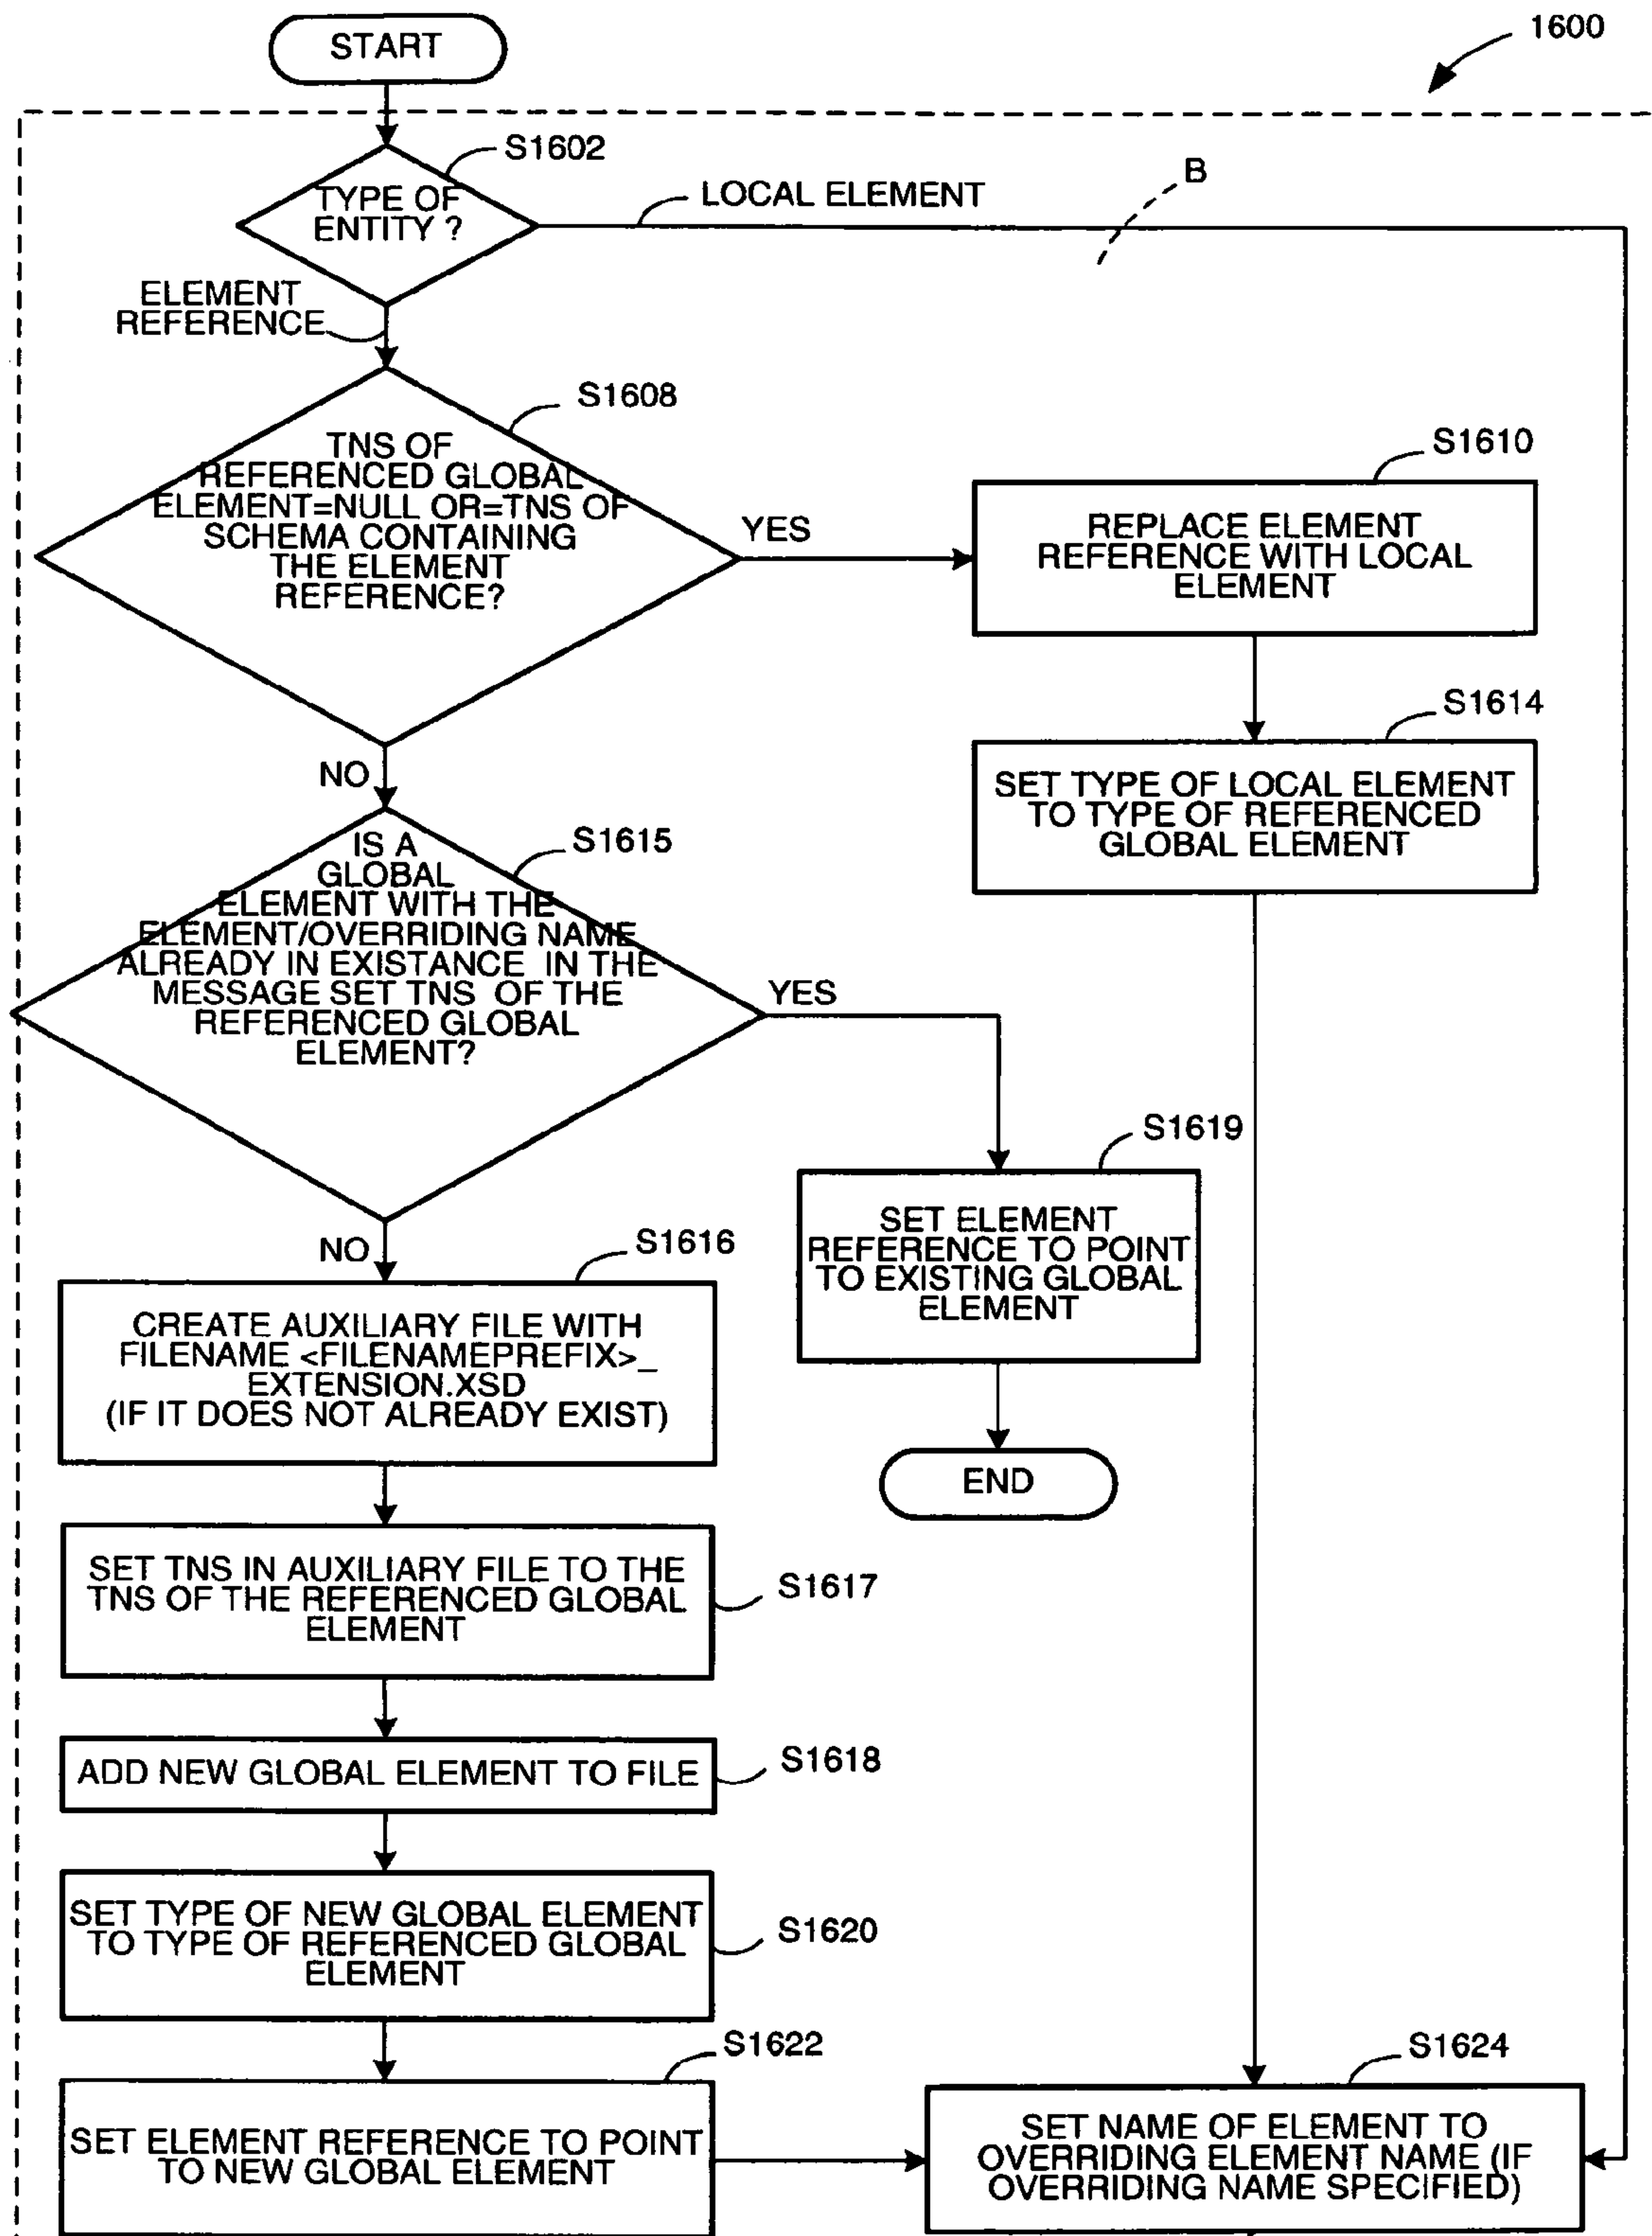 START
1600
S1602
TYPE OF
ENTITY ?
LOCAL ELEMENT
B
ELEMENT
REFERENCE
S1608
TNS OF
REFERENCED GLOBAL
ELEMENT=NULL OR=TNS OF
SCHEMA CONTAINING
THE ELEMENT
REFERENCE?
YES
S1610
REPLACE ELEMENT
REFERENCE WITH LOCAL
ELEMENT
S1614
SET TYPE OF LOCAL ELEMENT
TO TYPE OF REFERENCED
GLOBAL ELEMENT
NO
S1615
IS A
GLOBAL
ELEMENT WITH THE
ELEMENT/OVERRIDING NAME
ALREADY IN EXISTANCE IN THE
MESSAGE SET TNS OF THE
REFERENCED GLOBAL
ELEMENT?
YES
S1619
SET ELEMENT
REFERENCE TO POINT
TO EXISTING GLOBAL
ELEMENT
END
NO
S1616
CREATE AUXILIARY FILE WITH
FILENAME <FILENAMEPREFIX>_
EXTENSION.XSD
(IF IT DOES NOT ALREADY EXIST)
SET TNS IN AUXILIARY FILE TO THE
TNS OF THE REFERENCED GLOBAL
ELEMENT
S1617
ADD NEW GLOBAL ELEMENT TO FILE
S1618
SET TYPE OF NEW GLOBAL ELEMENT
TO TYPE OF REFERENCED GLOBAL
ELEMENT
S1620
S1622
SET ELEMENT REFERENCE TO POINT
TO NEW GLOBAL ELEMENT
S1624
SET NAME OF ELEMENT TO
OVERRIDING ELEMENT NAME (IF
OVERRIDING NAME SPECIFIED)